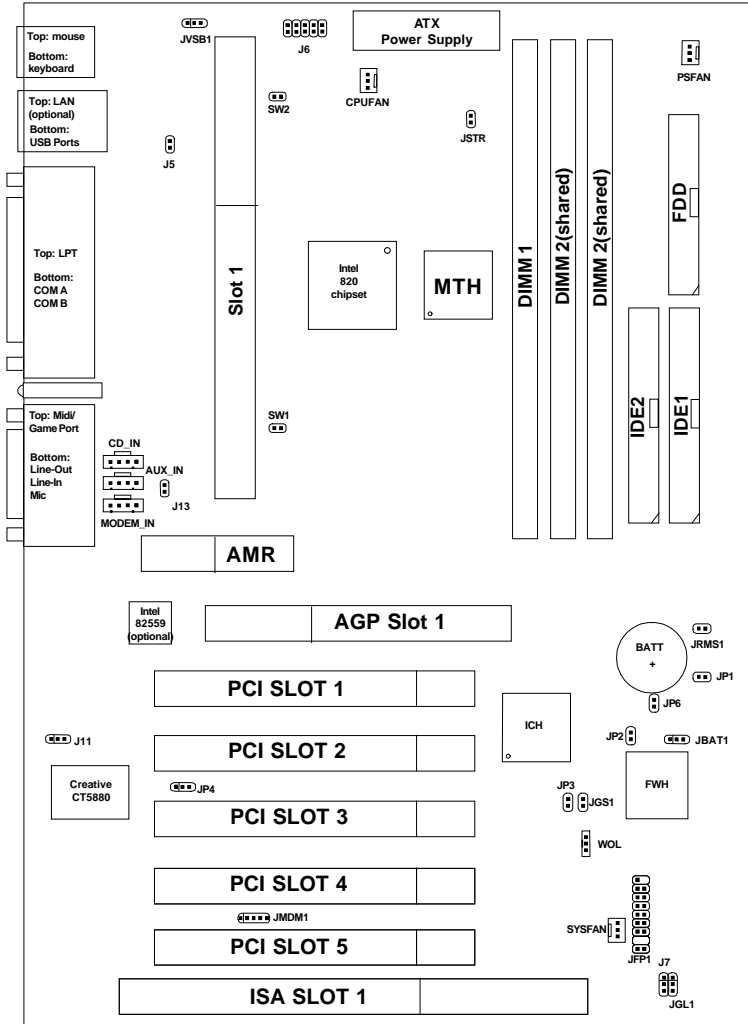 Top: mouse
Bottom:
keyboard
Top: LAN
(optional)
Bottom:
USB Ports
JVSB1
J6
ATX
Power Supply
CPUFAN
PSFAN
SW2
JSTR
J5
Top: LPT
Bottom:
COM A
COM B
Slot 1
Intel
820
chipset
MTH
DIMM 1
DIMM 2(shared)
DIMM 2(shared)
FDD
IDE2
IDE1
Top: Midi/
Game Port
Bottom:
Line-Out
Line-In
Mic
SW1
CD_IN
AUX_IN
J13
MODEM_IN
AMR
Intel
82559
(optional)
AGP Slot 1
BATT
+
JRMS1
JP1
JP6
PCI SLOT 1
ICH
J11
PCI SLOT 2
JP2
JBAT1
Creative
CT5880
JP4
JP3
JGS1
FWH
PCI SLOT 3
WOL
PCI SLOT 4
JMDM1
SYSFAN
PCI SLOT 5
JFP1
J7
ISA SLOT 1
JGL1